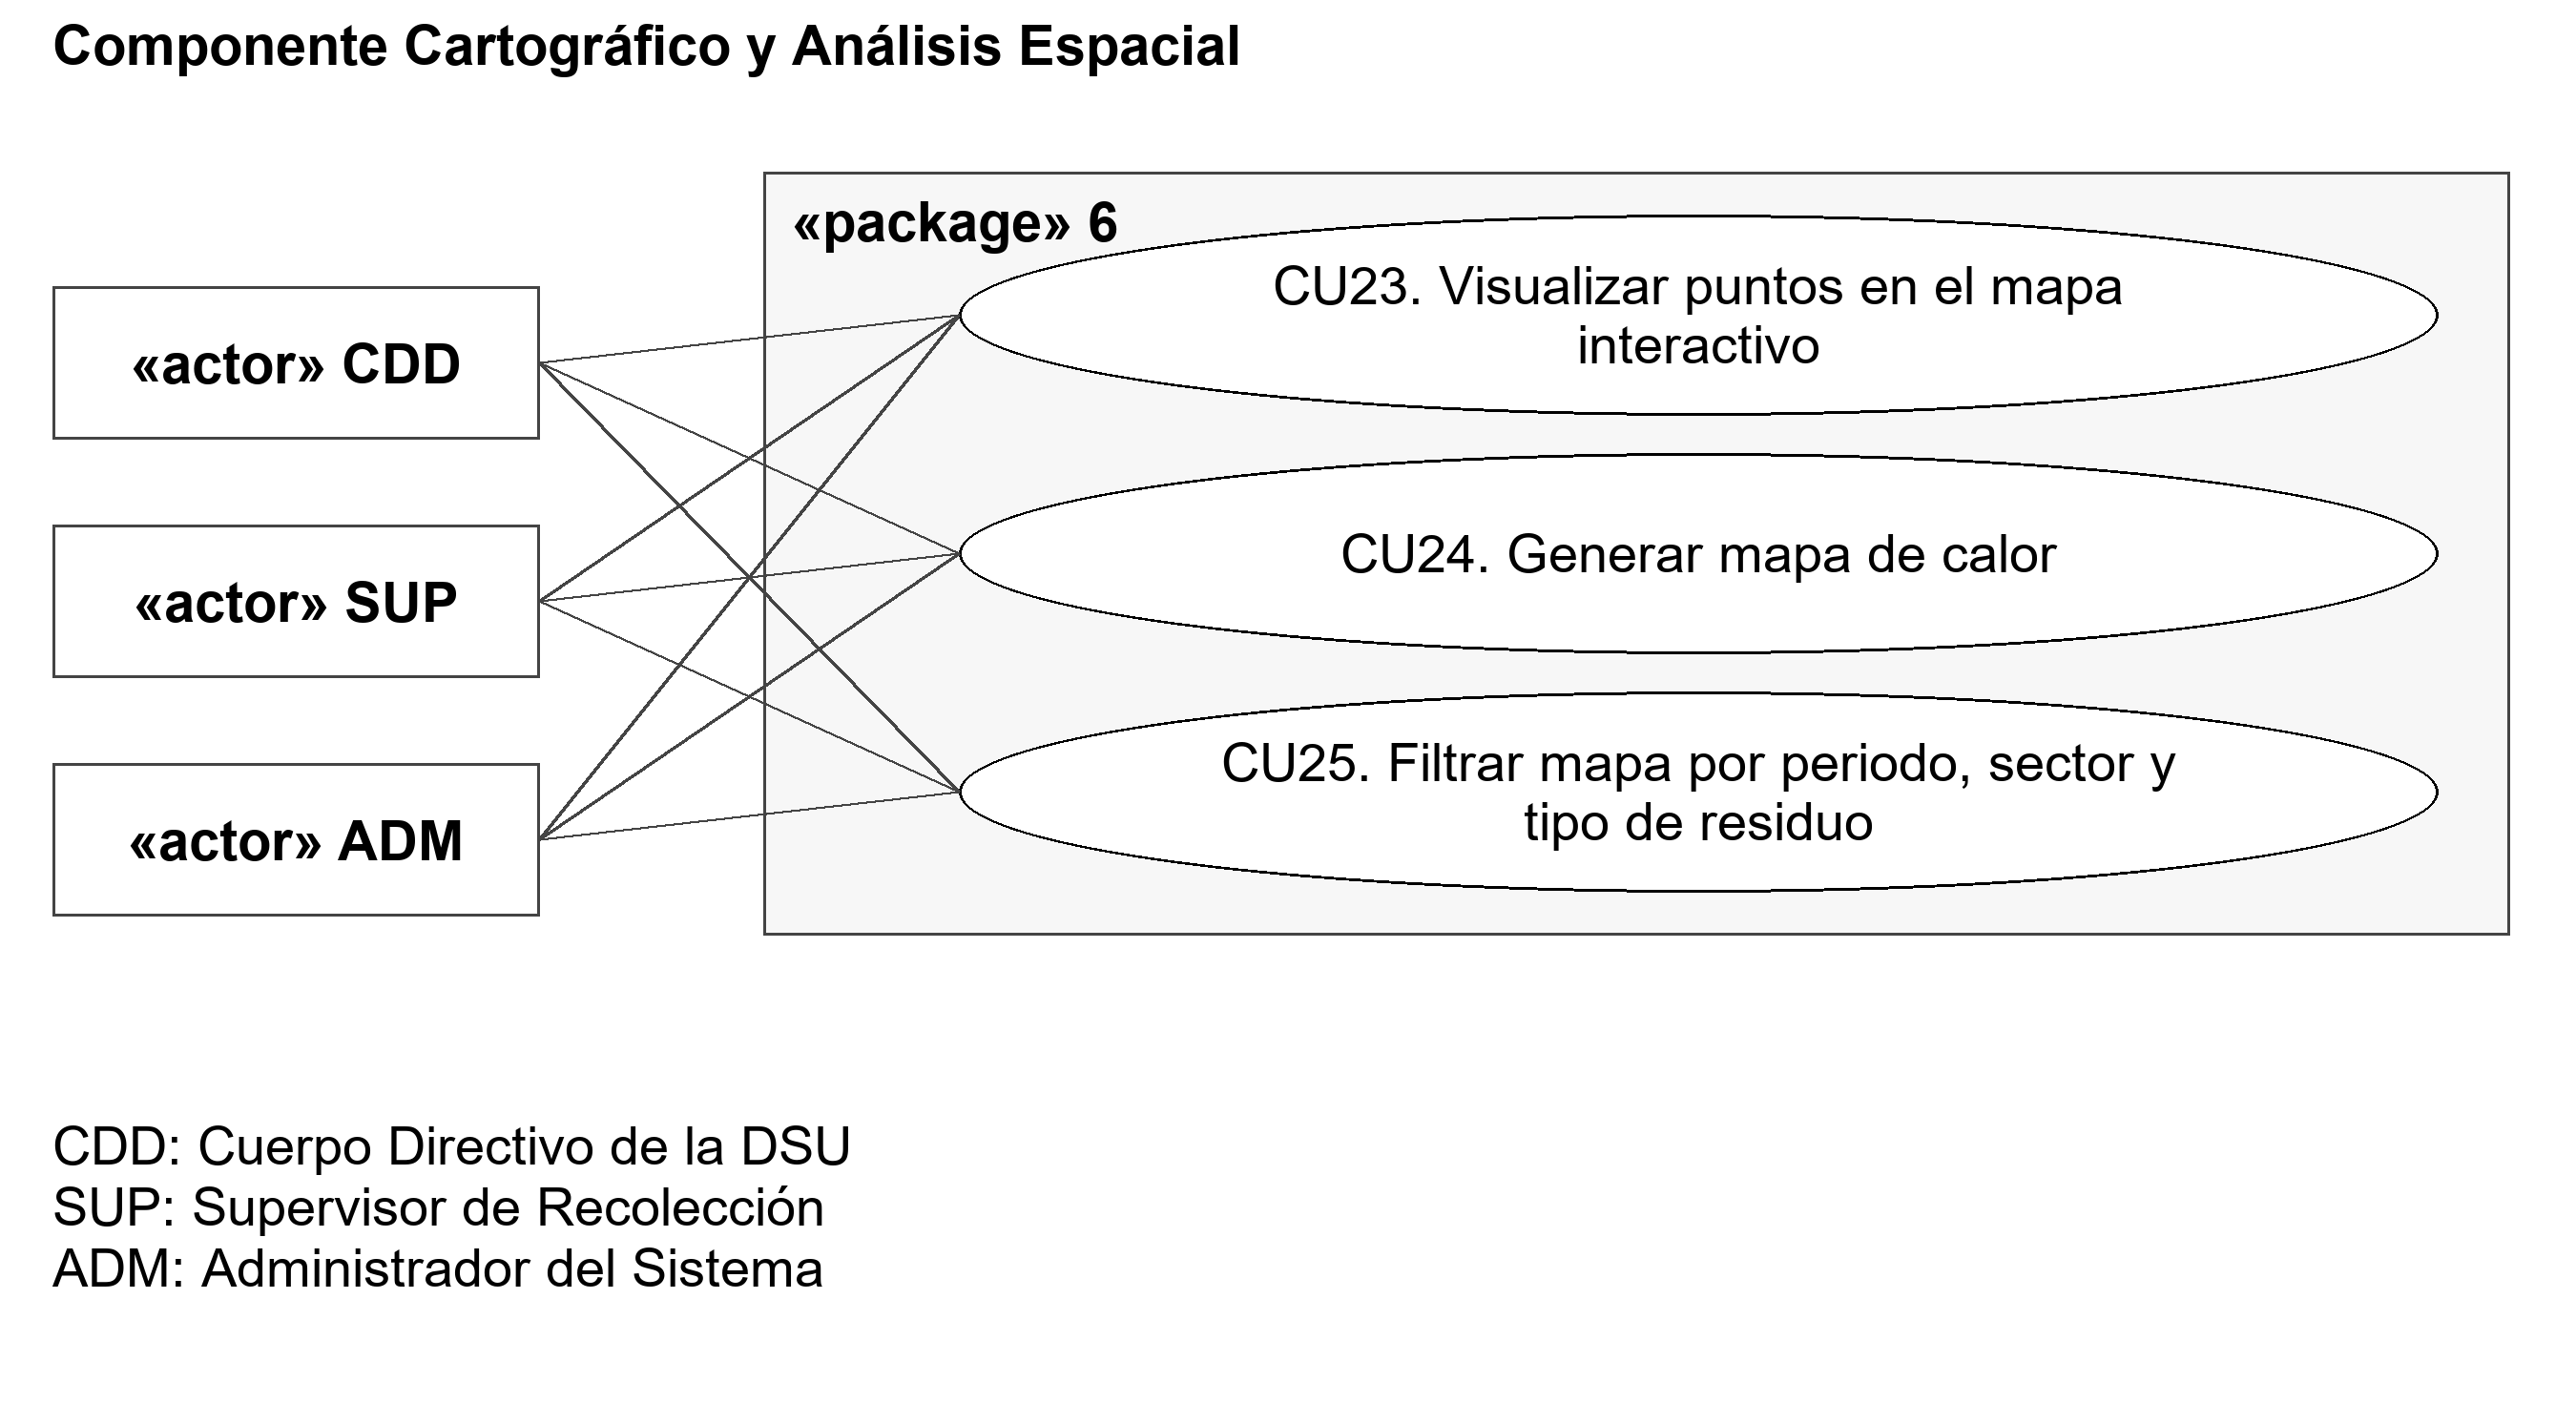 Componente Cartográfico y Análisis Espacial
«package» 6
CU23. Visualizar puntos en el mapa
interactivo
«actor» CDD
CU24. Generar mapa de calor
«actor» SUP
CU25. Filtrar mapa por periodo, sector y
tipo de residuo
«actor» ADM
CDD: Cuerpo Directivo de la DSU
SUP: Supervisor de Recolección
ADM: Administrador del Sistema